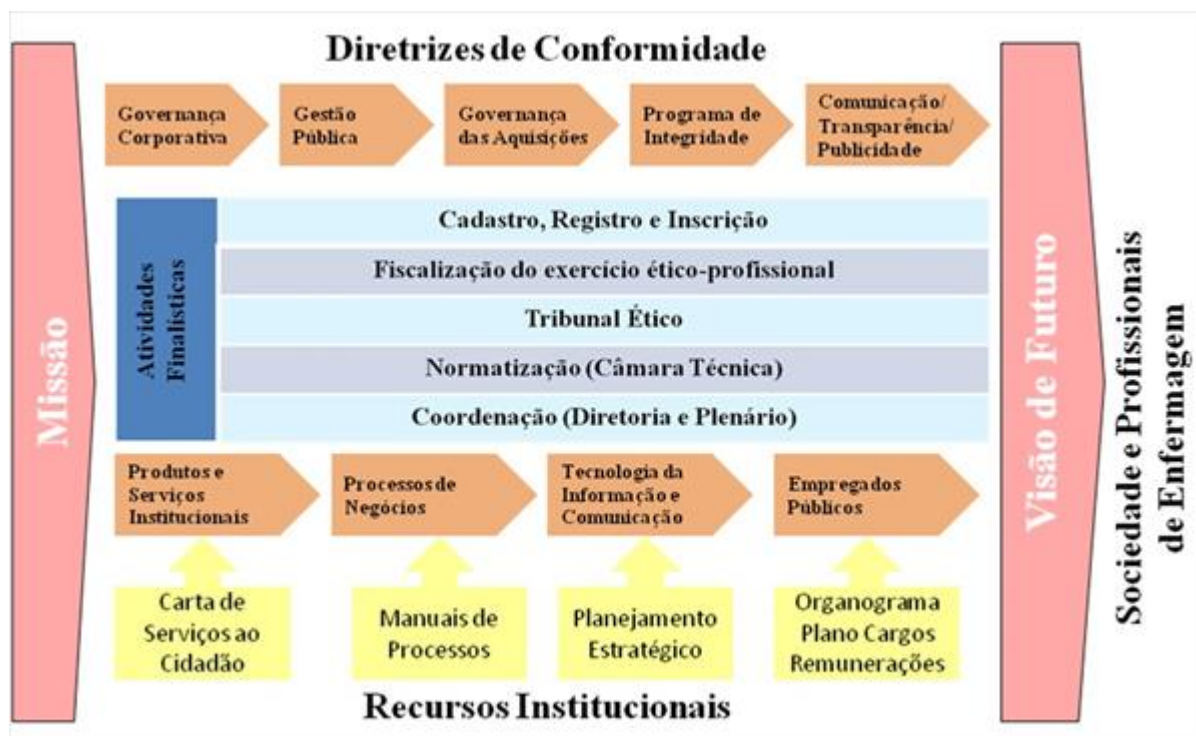 Diretrizes de Conformidade
Missão
Governança
Corporativa
Gestão
Pública
Governança
das Aquisições
Programa de
Integridade
Comunicação/
Transparência/
Publicidade
Atividades
Finalísticas
Cadastro, Registro e Inscrição
Fiscalização do exercício ético-profissional
Tribunal Ético
Normatização (Câmara Técnica)
Coordenação (Diretoria e Plenário)
Produtos e
Serviços
Institucionais
Processos de
Negócios
Tecnologia da
Informação e
Comunicação
Empregados
Públicos
Carta de
Serviços ao
Cidadão
Manuais de
Processos
Planejamento
Estratégico
Organograma
Plano Cargos
Remunerações
Recursos Institucionais
Visão de Futuro
Sociedade e Profissionais
de Enfermagem